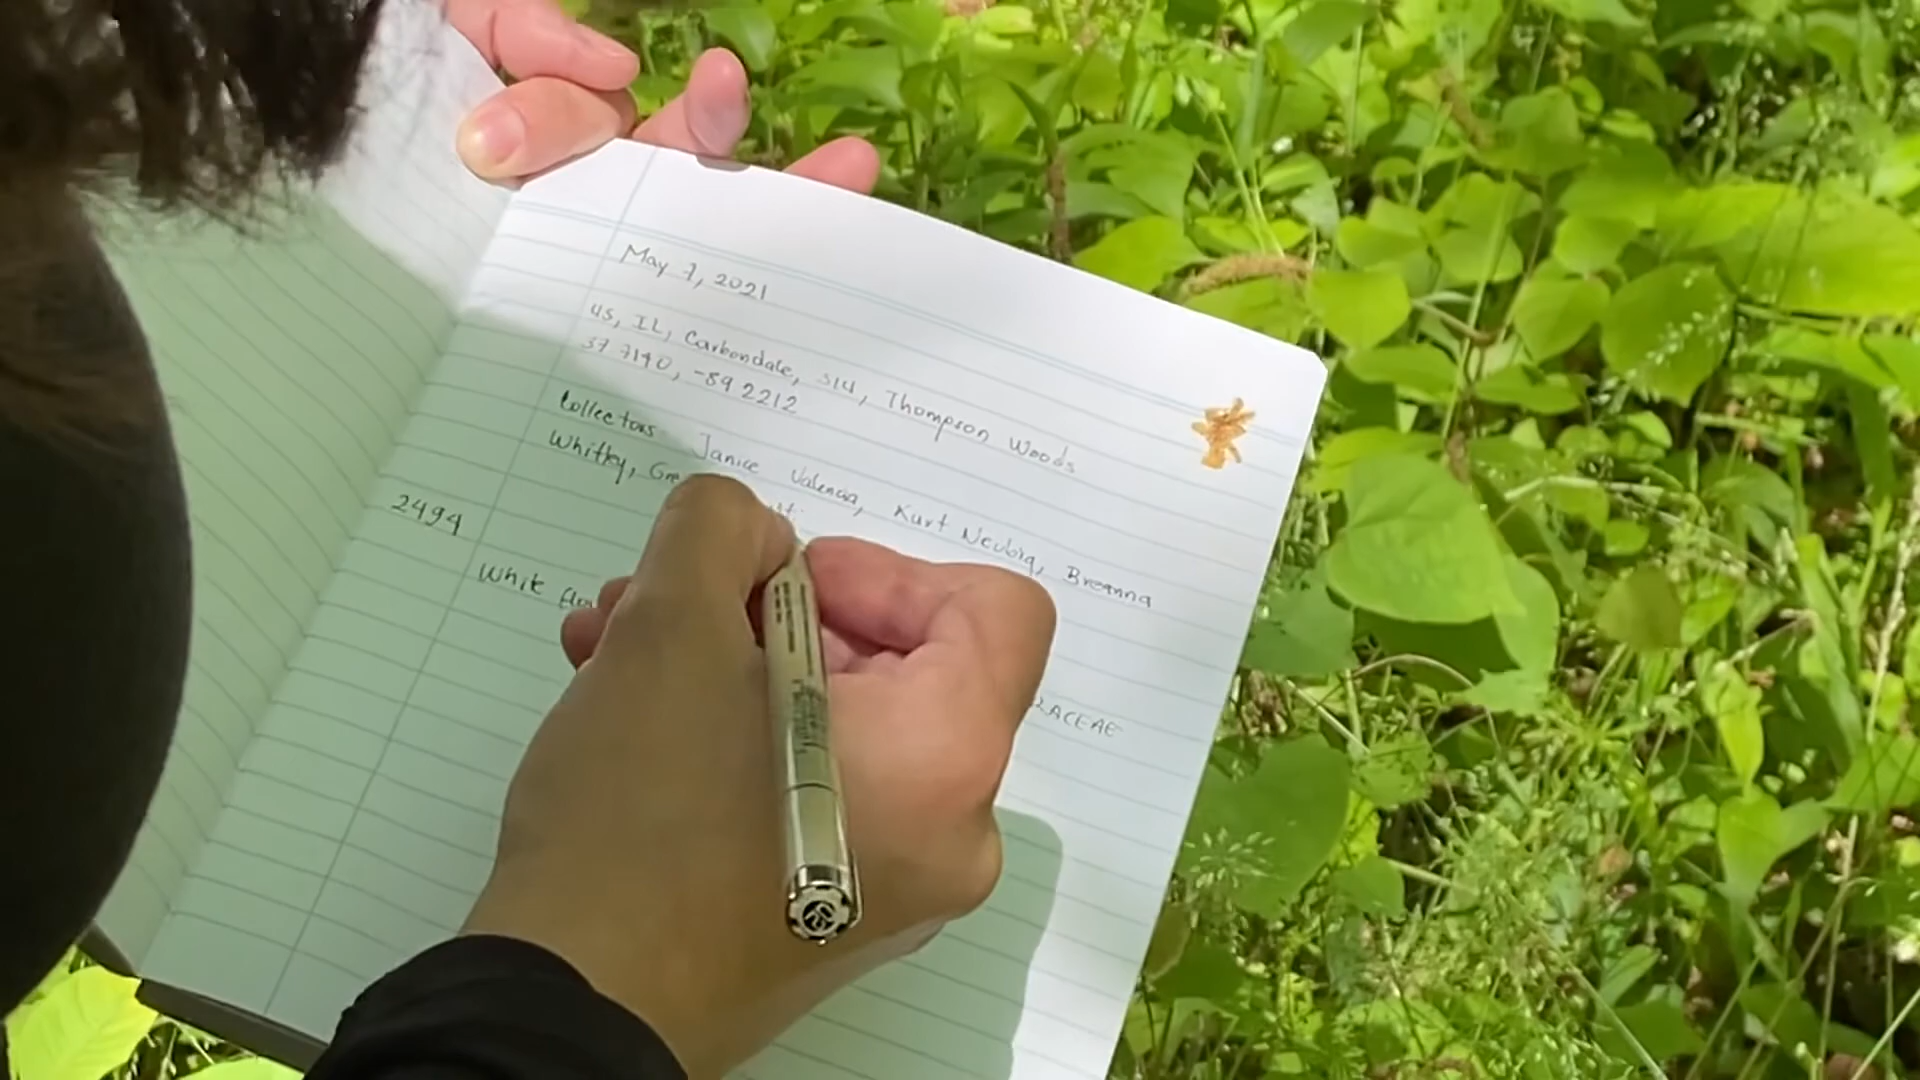 May 7, 2021
US, IL, Carbondale, SIU, Thompson Woods
37 7140, -89 2212
Collectors Janice Valencia, Kurt Neubig, Breanna
Whitley,
2494
White